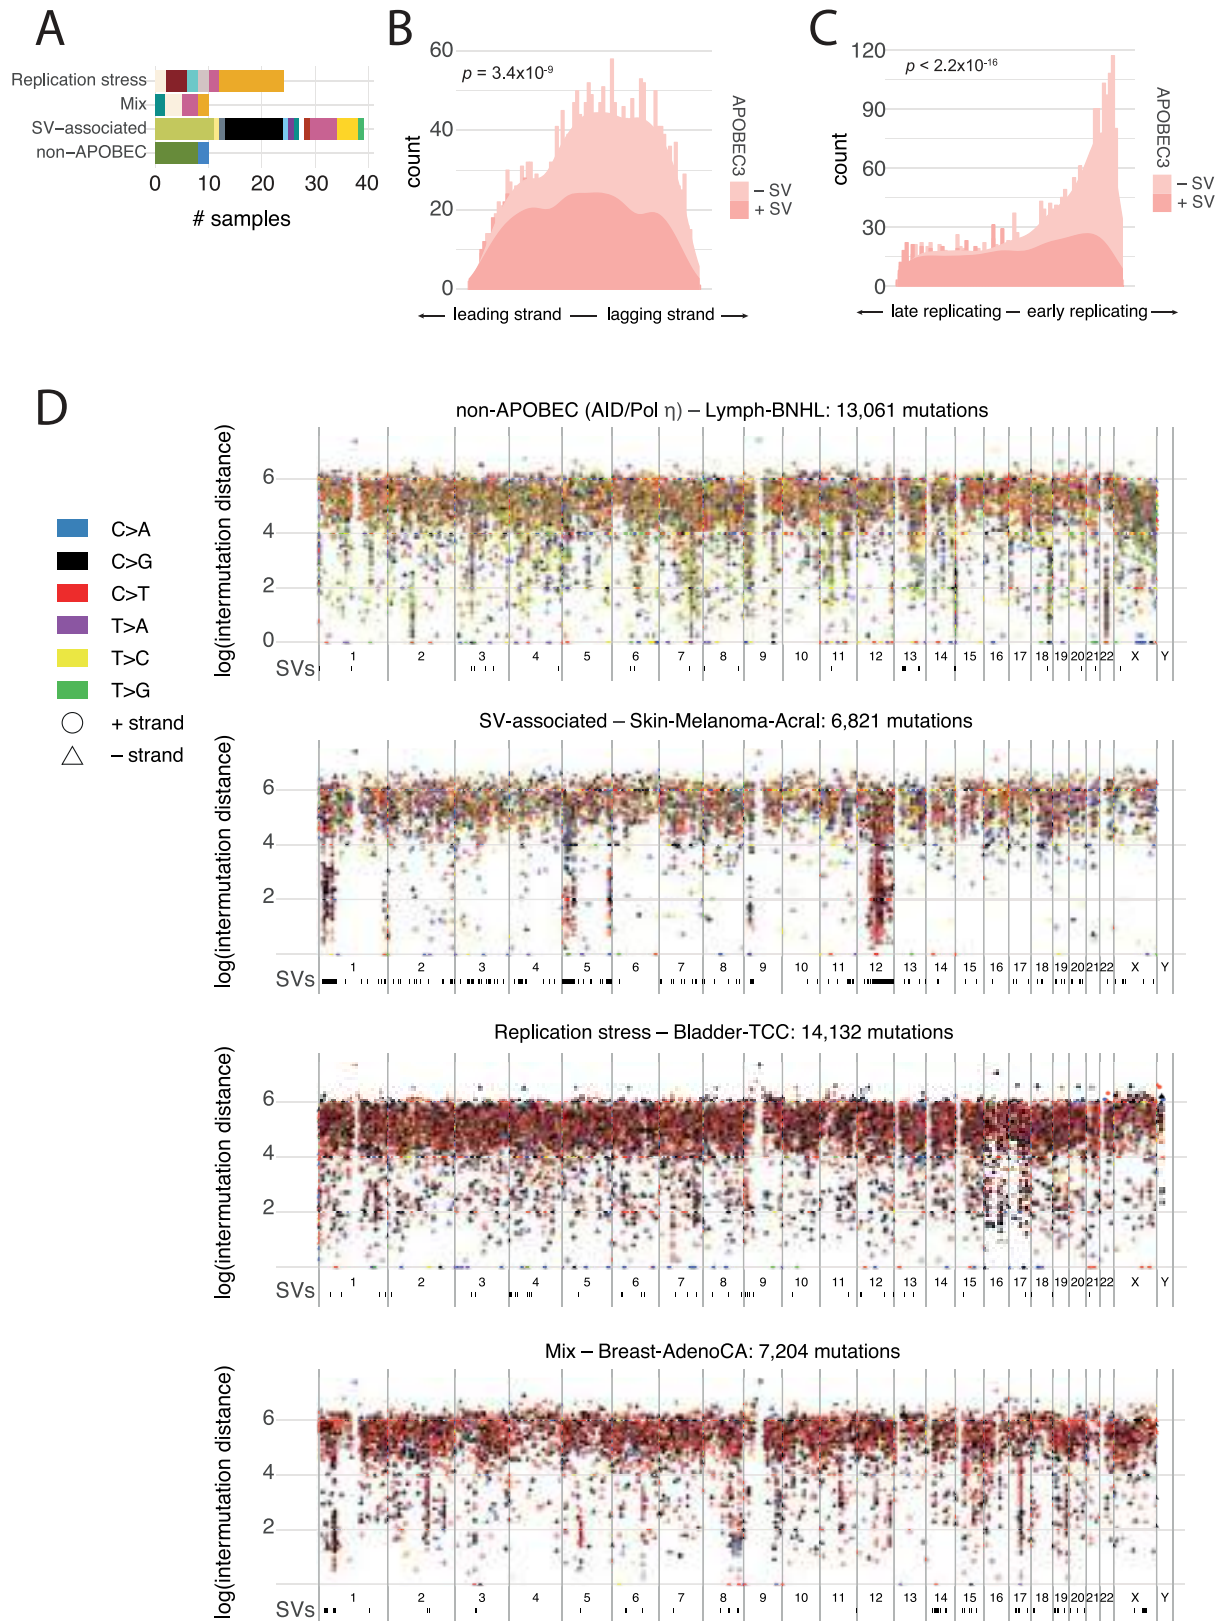 A
Replication stress
Mix
SV–associated
non–APOBEC
0 10 20 30 40
# samples
B
60
40
20
0
count
p = 3.4x10-9
APOBEC3
– SV
+ SV
leading strand — lagging strand
C
120
90
60
30
0
count
p < 2.2x10-16
APOBEC3
– SV
+ SV
late replicating – early replicating
D
C>A
C>G
C>T
T>A
T>C
T>G
+ strand
– strand
non–APOBEC (AID/Pol η) – Lymph-BNHL: 13,061 mutations
log(intermutation distance)
6
4
2
0
1 2 3 4 5 6 7 8 9 10 11 12 13 14 15 16 17 18 19 20 21 22 X Y
SVs
SV-associated – Skin-Melanoma-Acral: 6,821 mutations
log(intermutation distance)
6
4
2
1 2 3 4 5 6 7 8 9 10 11 12 13 14 15 16 17 18 19 20 21 22 X Y
SVs
Replication stress – Bladder-TCC: 14,132 mutations
log(intermutation distance)
6
4
2
1 2 3 4 5 6 7 8 9 10 11 12 13 14 15 16 17 18 19 20 21 22 X Y
SVs
Mix – Breast-AdenoCA: 7,204 mutations
log(intermutation distance)
6
4
2
1 2 3 4 5 6 7 8 9 10 11 12 13 14 15 16 17 18 19 20 21 22 X Y
SVs